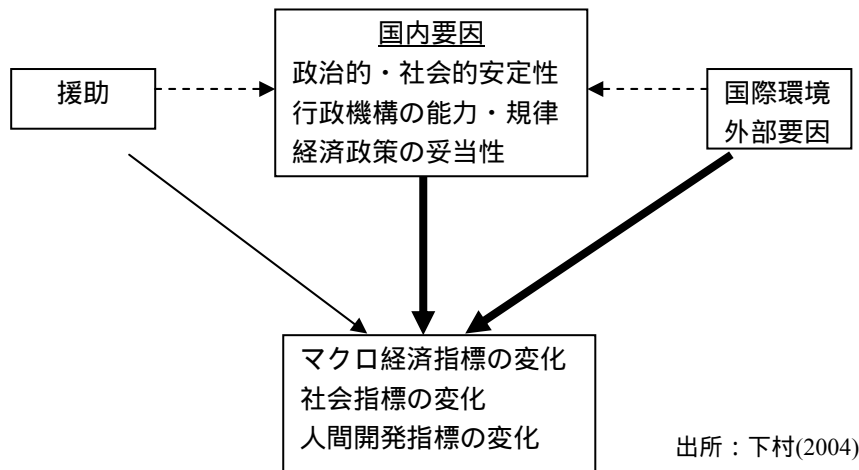 国内要因
政治的・社会的安定性
行政機構の能力・規律
経済政策の妥当性
援助
国際環境
外部要因
マクロ経済指標の変化
社会指標の変化
人間開発指標の変化
出所：下村(2004)